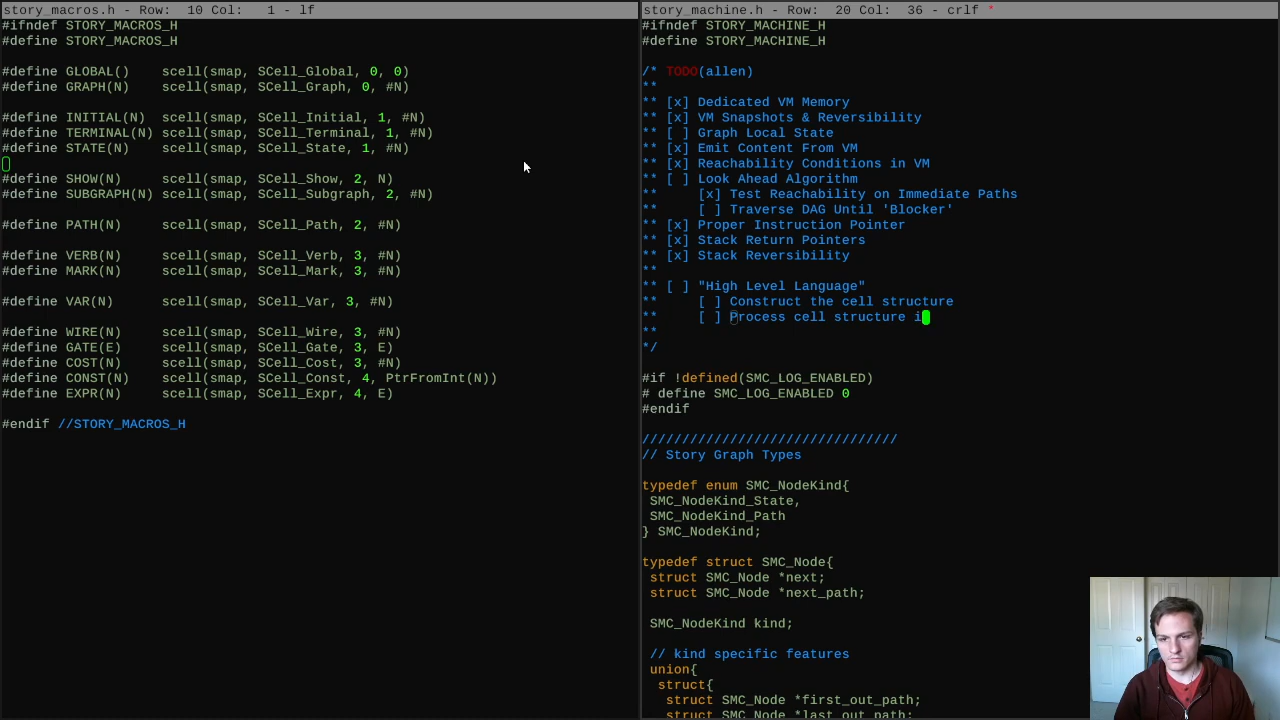 story_macros.h - Row: 10 Col: 1 - lf
#ifndef STORY_MACROS_H
#define STORY_MACROS_H
#define GLOBAL() scell(smap, SCell_Global, 0, 0)
#define GRAPH(N) scell(smap, SCell_Graph, 0, #N)
#define INITIAL(N) scell(smap, SCell_Initial, 1, #N)
#define TERMINAL(N) scell(smap, SCell_Terminal, 1, #N)
#define STATE(N) scell(smap, SCell_State, 1, #N)
#define SHOW(N) scell(smap, SCell_Show, 2, N)
#define SUBGRAPH(N) scell(smap, SCell_Subgraph, 2, #N)
#define PATH(N) scell(smap, SCell_Path, 2, #N)
#define VERB(N) scell(smap, SCell_Verb, 3, #N)
#define MARK(N) scell(smap, SCell_Mark, 3, #N)
#define VAR(N) scell(smap, SCell_Var, 3, #N)
#define WIRE(N) scell(smap, SCell_Wire, 3, #N)
#define GATE(E) scell(smap, SCell_Gate, 3, E)
#define COST(N) scell(smap, SCell_Cost, 3, #N)
#define CONST(N) scell(smap, SCell_Const, 4, PtrFromInt(N))
#define EXPR(N) scell(smap, SCell_Expr, 4, E)
#endif //STORY_MACROS_H
story_machine.h - Row: 20 Col: 36 - crlf *
#ifndef STORY_MACHINE_H
#define STORY_MACHINE_H
/* TODO(allen)
**
** [x] Dedicated VM Memory
** [x] VM Snapshots & Reversibility
** [ ] Graph Local State
** [x] Emit Content From VM
** [x] Reachability Conditions in VM
** [ ] Look Ahead Algorithm
** [x] Test Reachability on Immediate Paths
** [ ] Traverse DAG Until 'Blocker'
** [x] Proper Instruction Pointer
** [x] Stack Return Pointers
** [x] Stack Reversibility
**
** [ ] "High Level Language"
** [ ] Construct the cell structure
** [ ] Process cell structure i
**
*/
#if !defined(SMC_LOG_ENABLED)
# define SMC_LOG_ENABLED 0
#endif
////////////////////////////////
// Story Graph Types
typedef enum SMC_NodeKind{
SMC_NodeKind_State,
SMC_NodeKind_Path
} SMC_NodeKind;
typedef struct SMC_Node{
struct SMC_Node *next;
struct SMC_Node *next_path;
SMC_NodeKind kind;
// kind specific features
union{
struct{
struct SMC_Node *first_out_path;
struct SMC_Node *last_out_path;